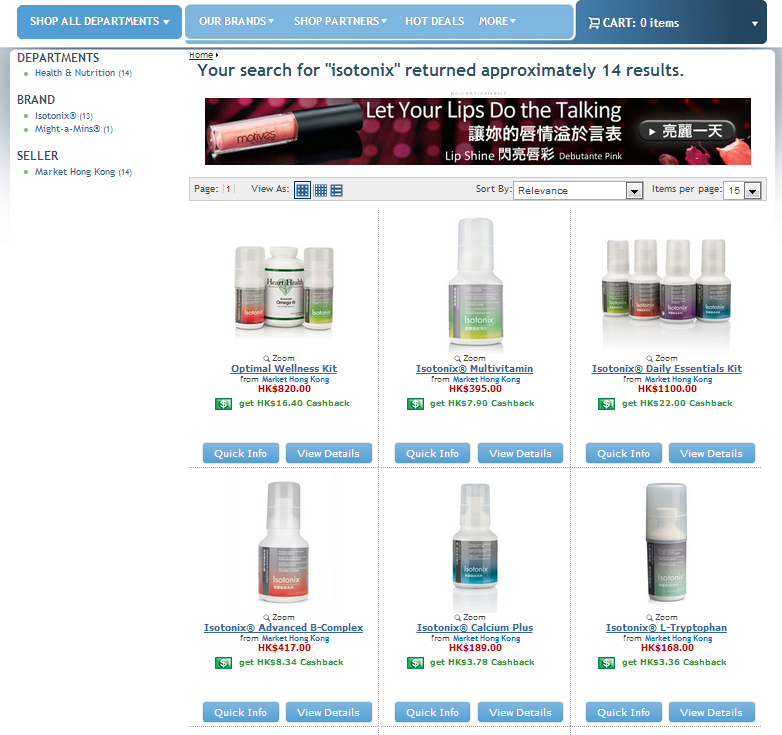 SHOP ALL DEPARTMENTS
OUR BRANDS
SHOP PARTNERS
HOT DEALS
MORE
CART: 0 items
DEPARTMENTS
Health & Nutrition (14)
BRAND
Isotonix® (13)
Might-a-Mins® (1)
SELLER
Market Hong Kong (14)
Home
Your search for "isotonix" returned approximately 14 results.
ADVERTISEMENT
motives
Let Your Lips Do the Talking
讓妳的唇情溢於言表
Lip Shine 閃亮唇彩 Debutante Pink
亮麗一天
Page: 1 View As: Sort By: Relevance Items per page: 15
Heart Health
Omega III
Isotonix
Isotonix
Isotonix
Zoom
Optimal Wellness Kit
from Market Hong Kong
HK$820.00
get HK$16.40 Cashback
Quick Info View Details
Zoom
Isotonix® Multivitamin
from Market Hong Kong
HK$395.00
get HK$7.90 Cashback
Quick Info View Details
Zoom
Isotonix® Daily Essentials Kit
from Market Hong Kong
HK$1100.00
get HK$22.00 Cashback
Quick Info View Details
Isotonix
Zoom
Isotonix® Advanced B-Complex
from Market Hong Kong
HK$417.00
get HK$8.34 Cashback
Quick Info View Details
Isotonix
Zoom
Isotonix® Calcium Plus
from Market Hong Kong
HK$189.00
get HK$3.78 Cashback
Quick Info View Details
Isotonix
Zoom
Isotonix® L-Tryptophan
from Market Hong Kong
HK$168.00
get HK$3.36 Cashback
Quick Info View Details